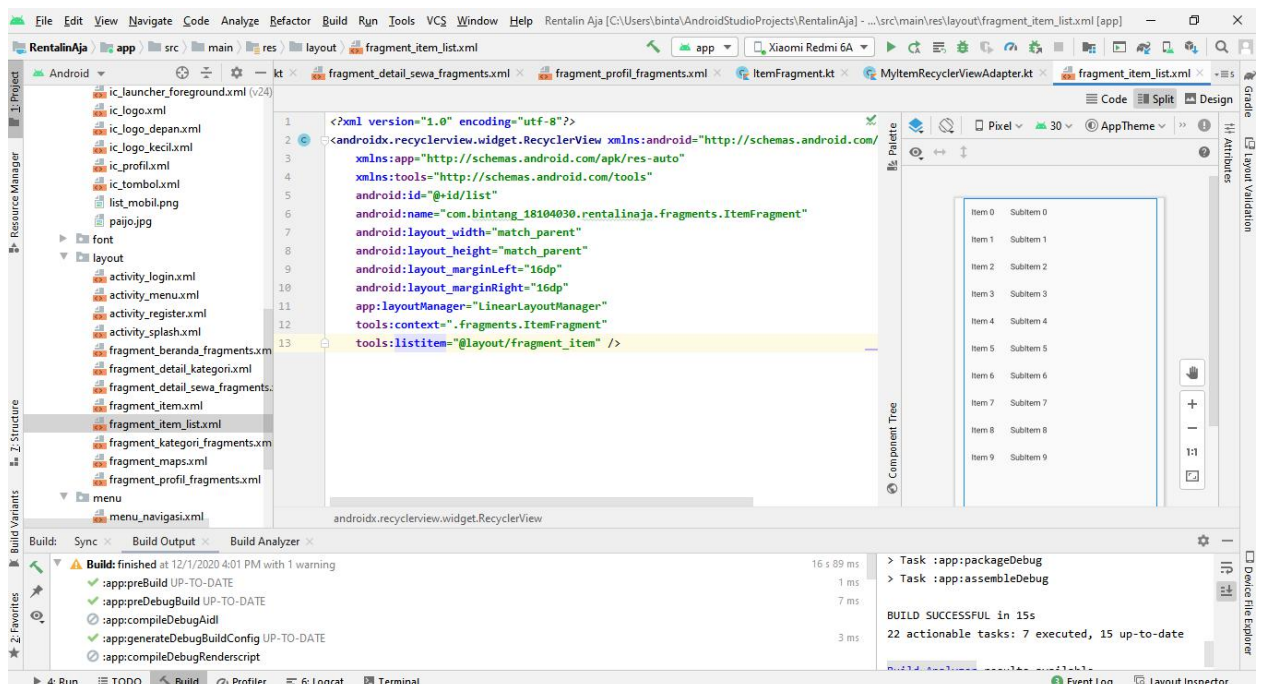 File Edit View Navigate Code Analyze Refactor Build Run Tools VCS Window Help Rentalin Aja [C:\Users\binta\AndroidStudioProjects\RentalinAja] - ...\src\main\res\layout\fragment_item_list.xml [app]
RentalinAja app src main res layout fragment_item_list.xml app Xiaomi Redmi 6A
Android kt fragment_detail_sewa_fragments.xml fragment_profil_fragments.xml ItemFragment.kt MyItemRecyclerViewAdapter.kt fragment_item_list.xml
Code Split Design
1: Project
Resource Manager
7: Structure
Build Variants
2: Favorites
ic_launcher_foreground.xml (v24)
ic_logo.xml
ic_logo_depan.xml
ic_logo_kecil.xml
ic_profil.xml
ic_tombol.xml
list_mobil.png
paijo.jpg
font
layout
activity_login.xml
activity_menu.xml
activity_register.xml
activity_splash.xml
fragment_beranda_fragments.xm
fragment_detail_kategori.xml
fragment_detail_sewa_fragments.
fragment_item.xml
fragment_item_list.xml
fragment_kategori_fragments.xm
fragment_maps.xml
fragment_profil_fragments.xml
menu
menu_navigasi.xml
1 <?xml version="1.0" encoding="utf-8"?>
2 <androidx.recyclerview.widget.RecyclerView xmlns:android="http://schemas.android.com/
3 xmlns:app="http://schemas.android.com/apk/res-auto"
4 xmlns:tools="http://schemas.android.com/tools"
5 android:id="@+id/list"
6 android:name="com.bintang_18104030.rentalinaja.fragments.ItemFragment"
7 android:layout_width="match_parent"
8 android:layout_height="match_parent"
9 android:layout_marginLeft="16dp"
10 android:layout_marginRight="16dp"
11 app:layoutManager="LinearLayoutManager"
12 tools:context=".fragments.ItemFragment"
13 tools:listitem="@layout/fragment_item" />
androidx.recyclerview.widget.RecyclerView
Palette
Component Tree
Pixel 30 AppTheme
Item 0 SubItem 0
Item 1 SubItem 1
Item 2 SubItem 2
Item 3 SubItem 3
Item 4 SubItem 4
Item 5 SubItem 5
Item 6 SubItem 6
Item 7 SubItem 7
Item 8 SubItem 8
Item 9 SubItem 9
1:1
Attributes
Gradle
Layout Validation
Device File Explorer
Build: Sync Build Output Build Analyzer
Build: finished at 12/1/2020 4:01 PM with 1 warning 16 s 89 ms
:app:preBuild UP-TO-DATE 1 ms
:app:preDebugBuild UP-TO-DATE 7 ms
:app:compileDebugAidl
:app:generateDebugBuildConfig UP-TO-DATE 3 ms
:app:compileDebugRenderscript
> Task :app:packageDebug
> Task :app:assembleDebug
BUILD SUCCESSFUL in 15s
22 actionable tasks: 7 executed, 15 up-to-date
Build Analyzer results available
4: Run TODO Build Profiler 6: Logcat Terminal 3 Event Log Layout Inspector